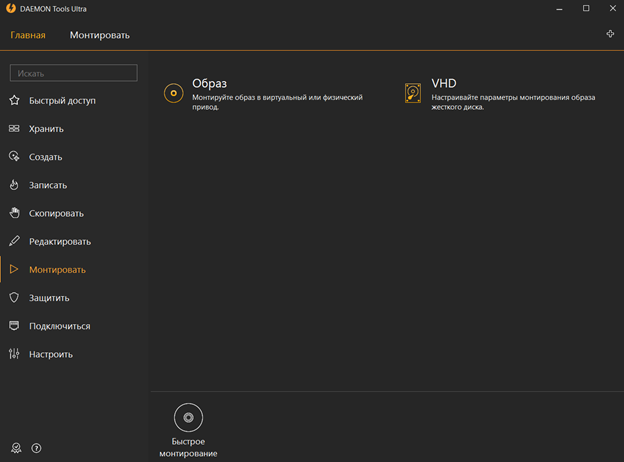 DAEMON Tools Ultra
Главная
Монтировать
Искать
Быстрый доступ
Хранить
Создать
Записать
Скопировать
Редактировать
Монтировать
Защитить
Подключиться
Настроить
Образ
Монтируйте образ в виртуальный или физический
привод.
VHD
Настраивайте параметры монтирования образа
жесткого диска.
Быстрое
монтирование